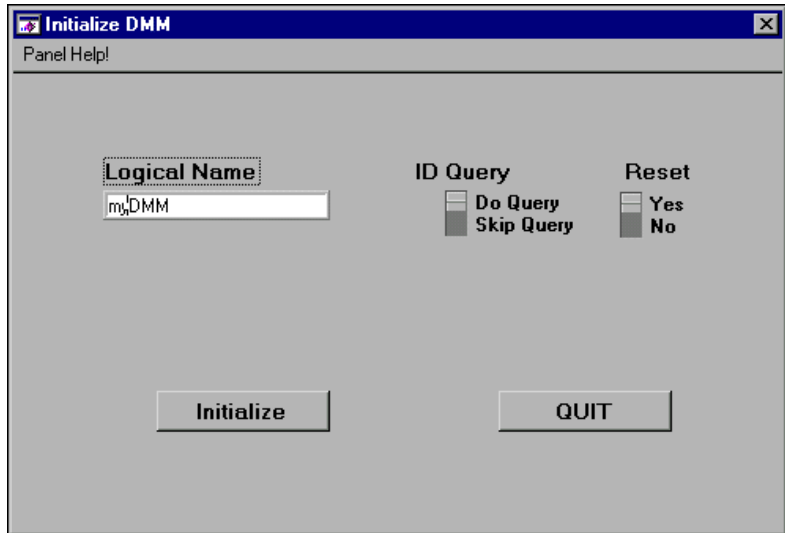 Initialize DMM
Panel Help!
Logical Name
myDMM
ID Query
Do Query
Skip Query
Reset
Yes
No
Initialize
QUIT